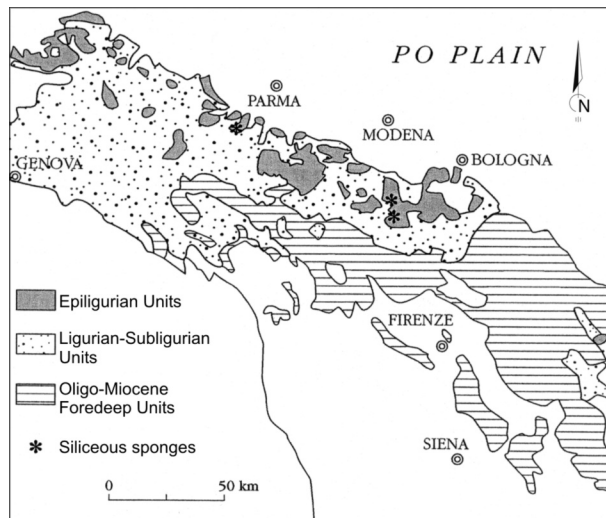 PO PLAIN
N
PARMA
MODENA
BOLOGNA
GENOVA
Epiligurian Units
Ligurian-Subligurian
Units
Oligo-Miocene
Foredeep Units
Siliceous sponges
FIRENZE
SIENA
0 50 km